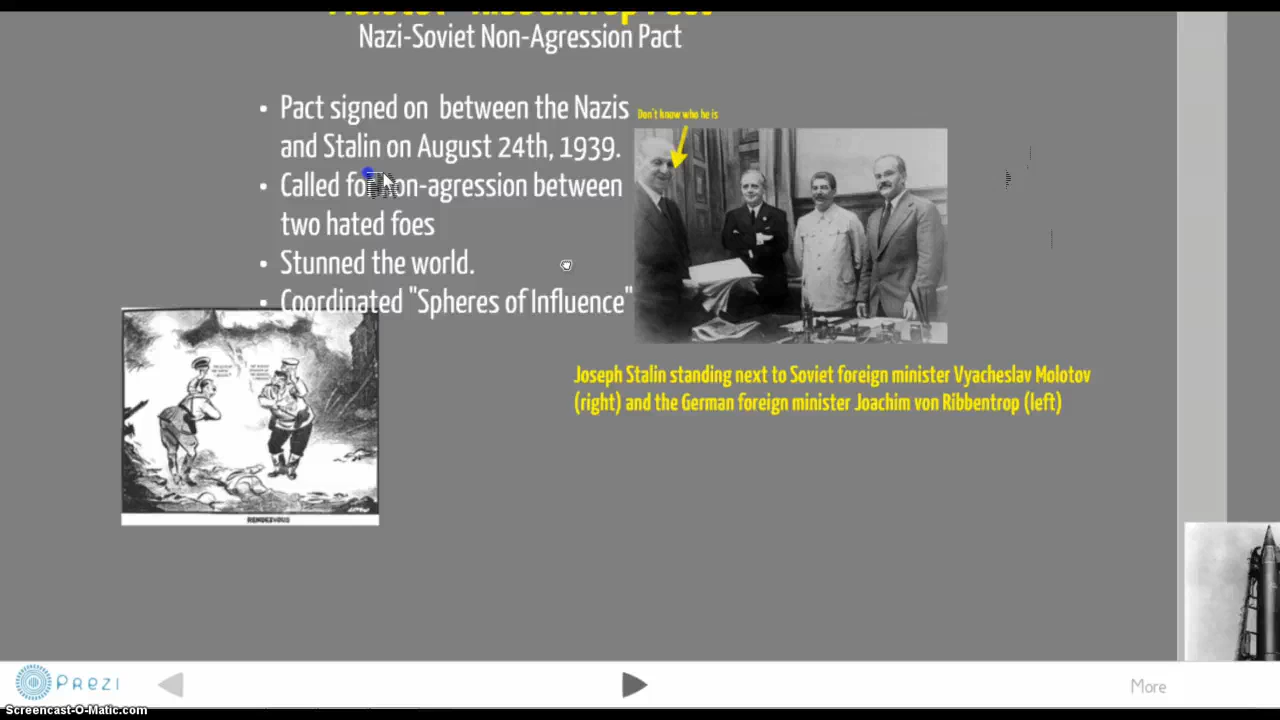 Molotov-Ribbentrop Pact
Nazi-Soviet Non-Agression Pact
• Pact signed on between the Nazis
and Stalin on August 24th, 1939.
• Called for non-agression between
two hated foes
• Stunned the world.
• Coordinated "Spheres of Influence"
Don't know who he is
Joseph Stalin standing next to Soviet foreign minister Vyacheslav Molotov
(right) and the German foreign minister Joachim von Ribbentrop (left)
RENDEZVOUS
Prezi
More
Screencast-O-Matic.com